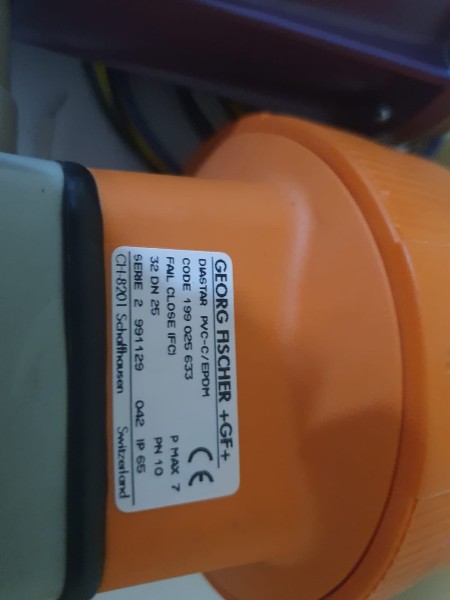 GEORG FISCHER +GF+
DIASTAR PVC-C/EPDM
CODE 199 025 633
FAIL CLOSE (FC) P MAX 7
32 DN 25 PN 10
SERIE 2 991129 042 IP 65
CH-8201 Schaffhausen Switzerland
CE